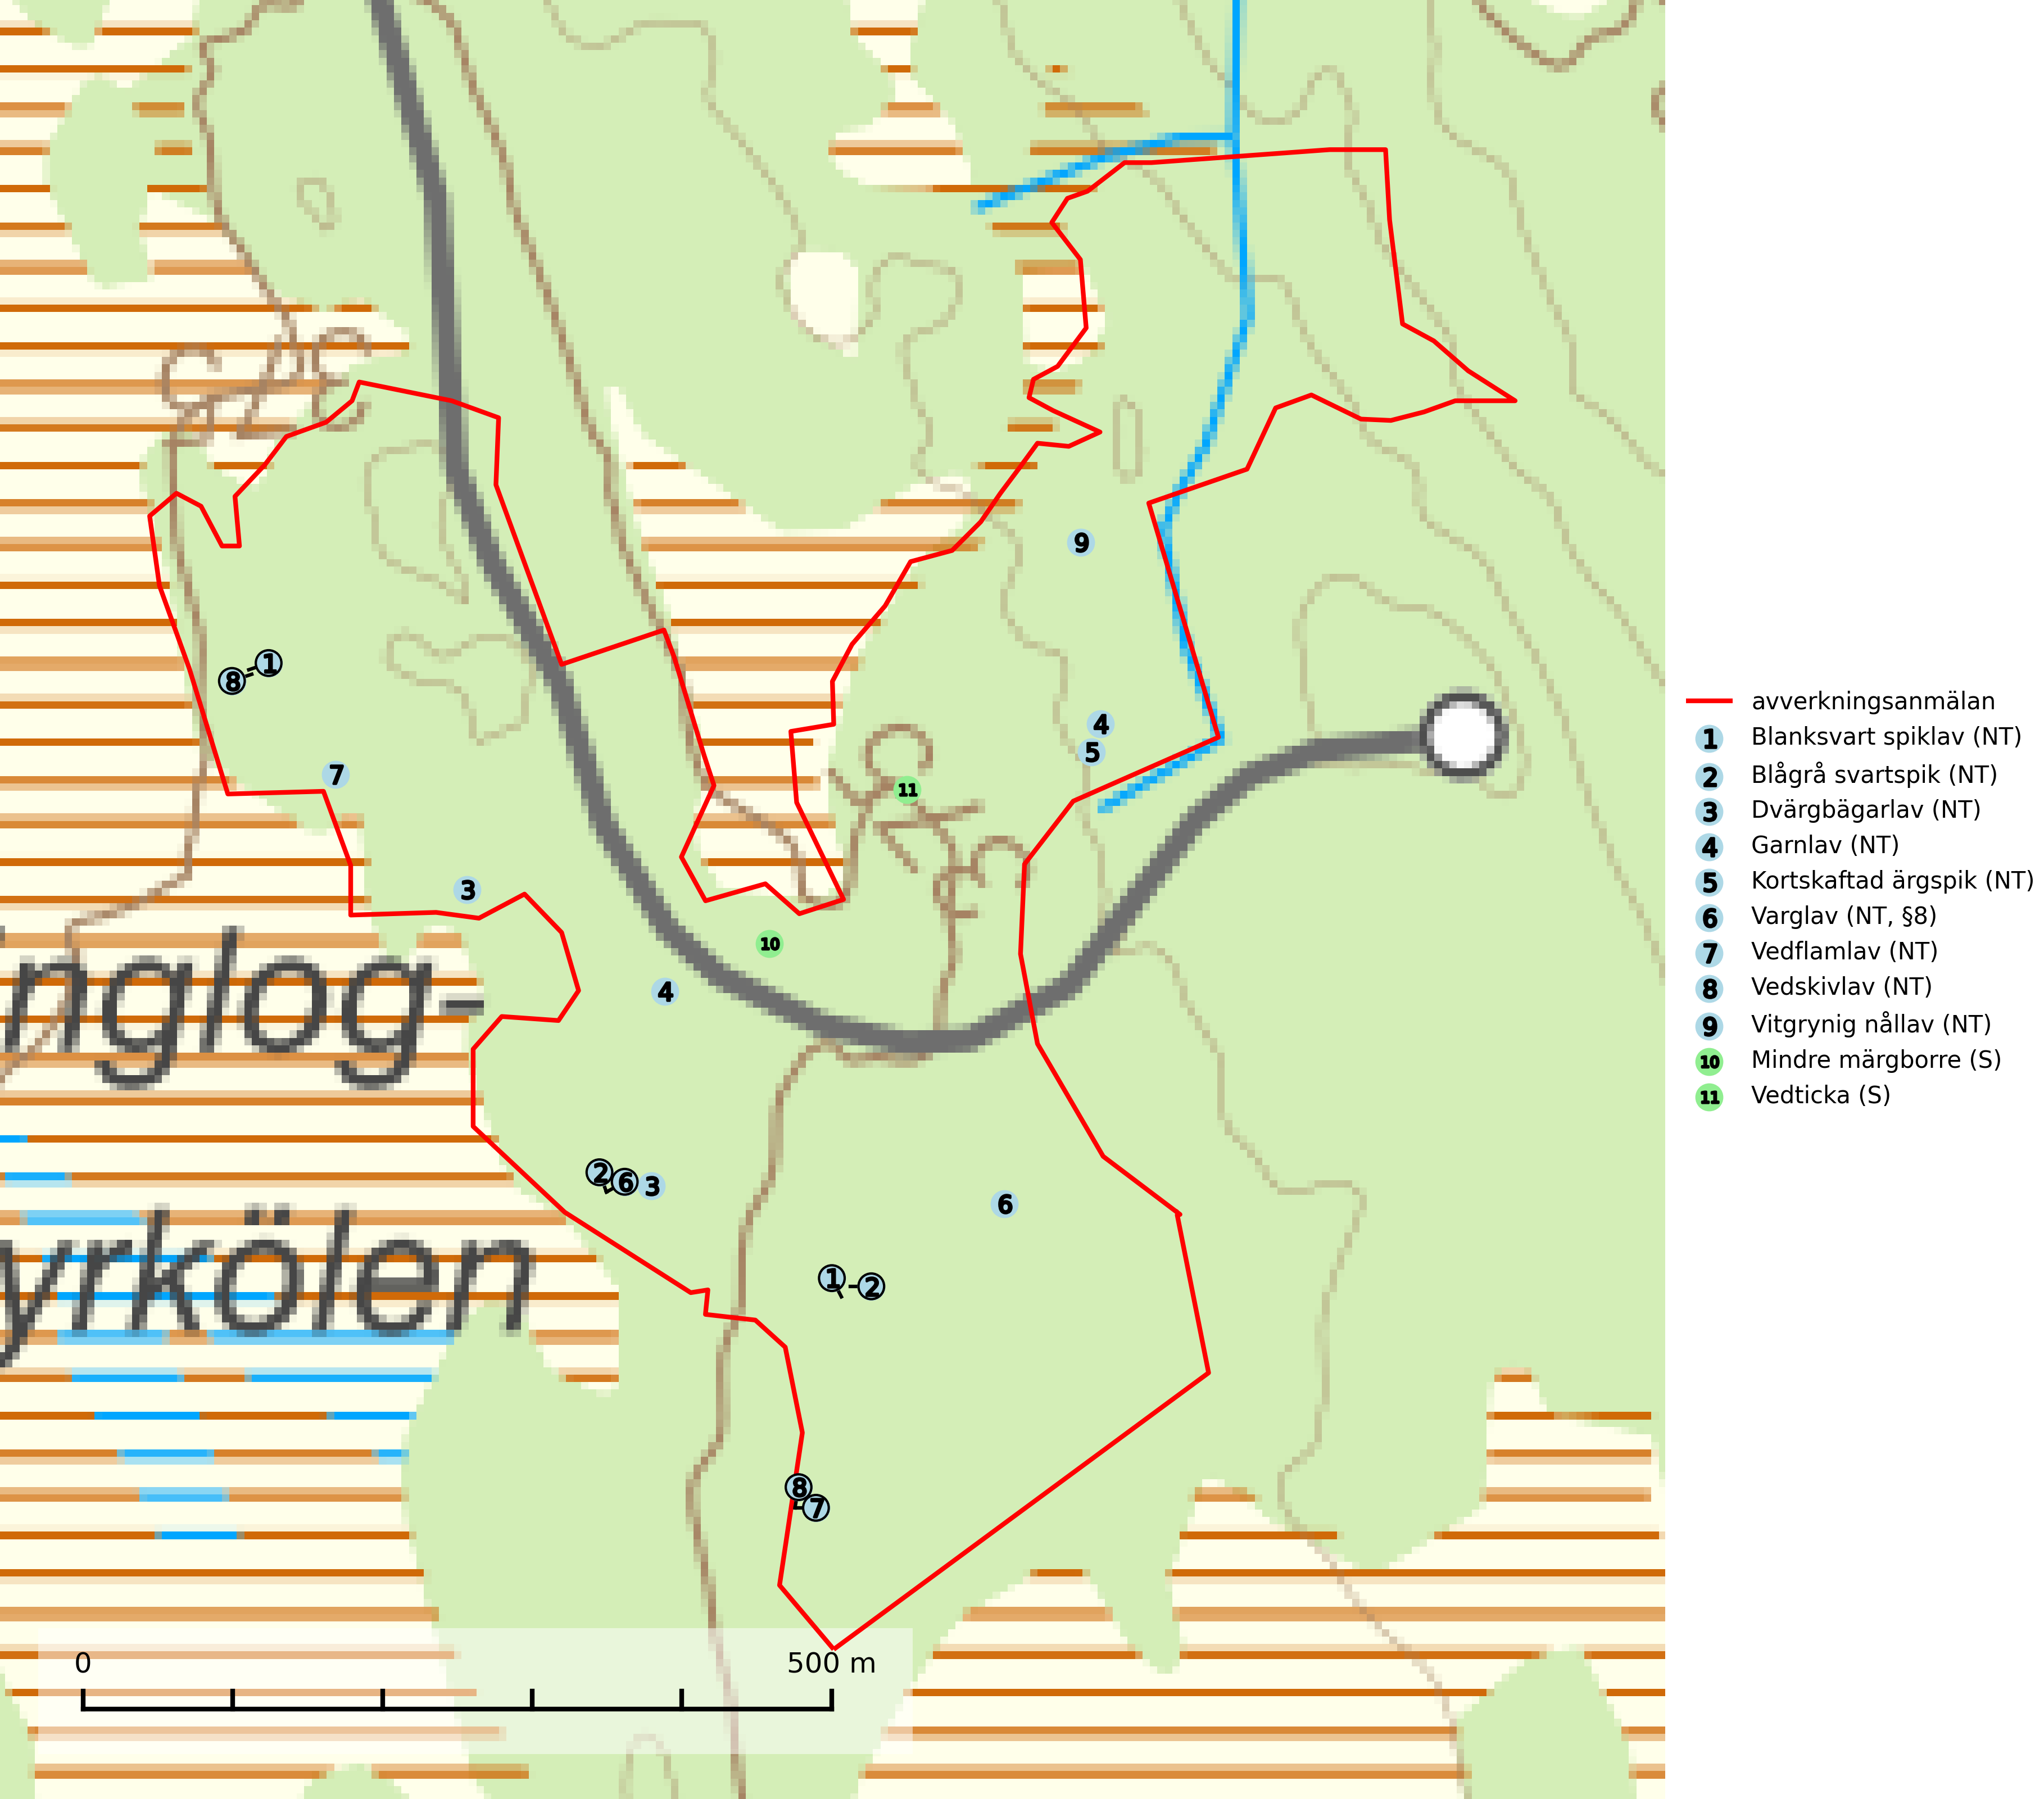 525
515
1
8
9
7
4
5
11
3
10
4
nglog-
2
6
3
6
yrkölen
1
2
8
7
0
500 m
avverkningsanmälan
1 Blanksvart spiklav (NT)
2 Blågrå svartspik (NT)
3 Dvärgbägarlav (NT)
4 Garnlav (NT)
5 Kortskaftad ärgspik (NT)
6 Varglav (NT, §8)
7 Vedflamlav (NT)
8 Vedskivlav (NT)
9 Vitgrynig nållav (NT)
10 Mindre märgborre (S)
11 Vedticka (S)